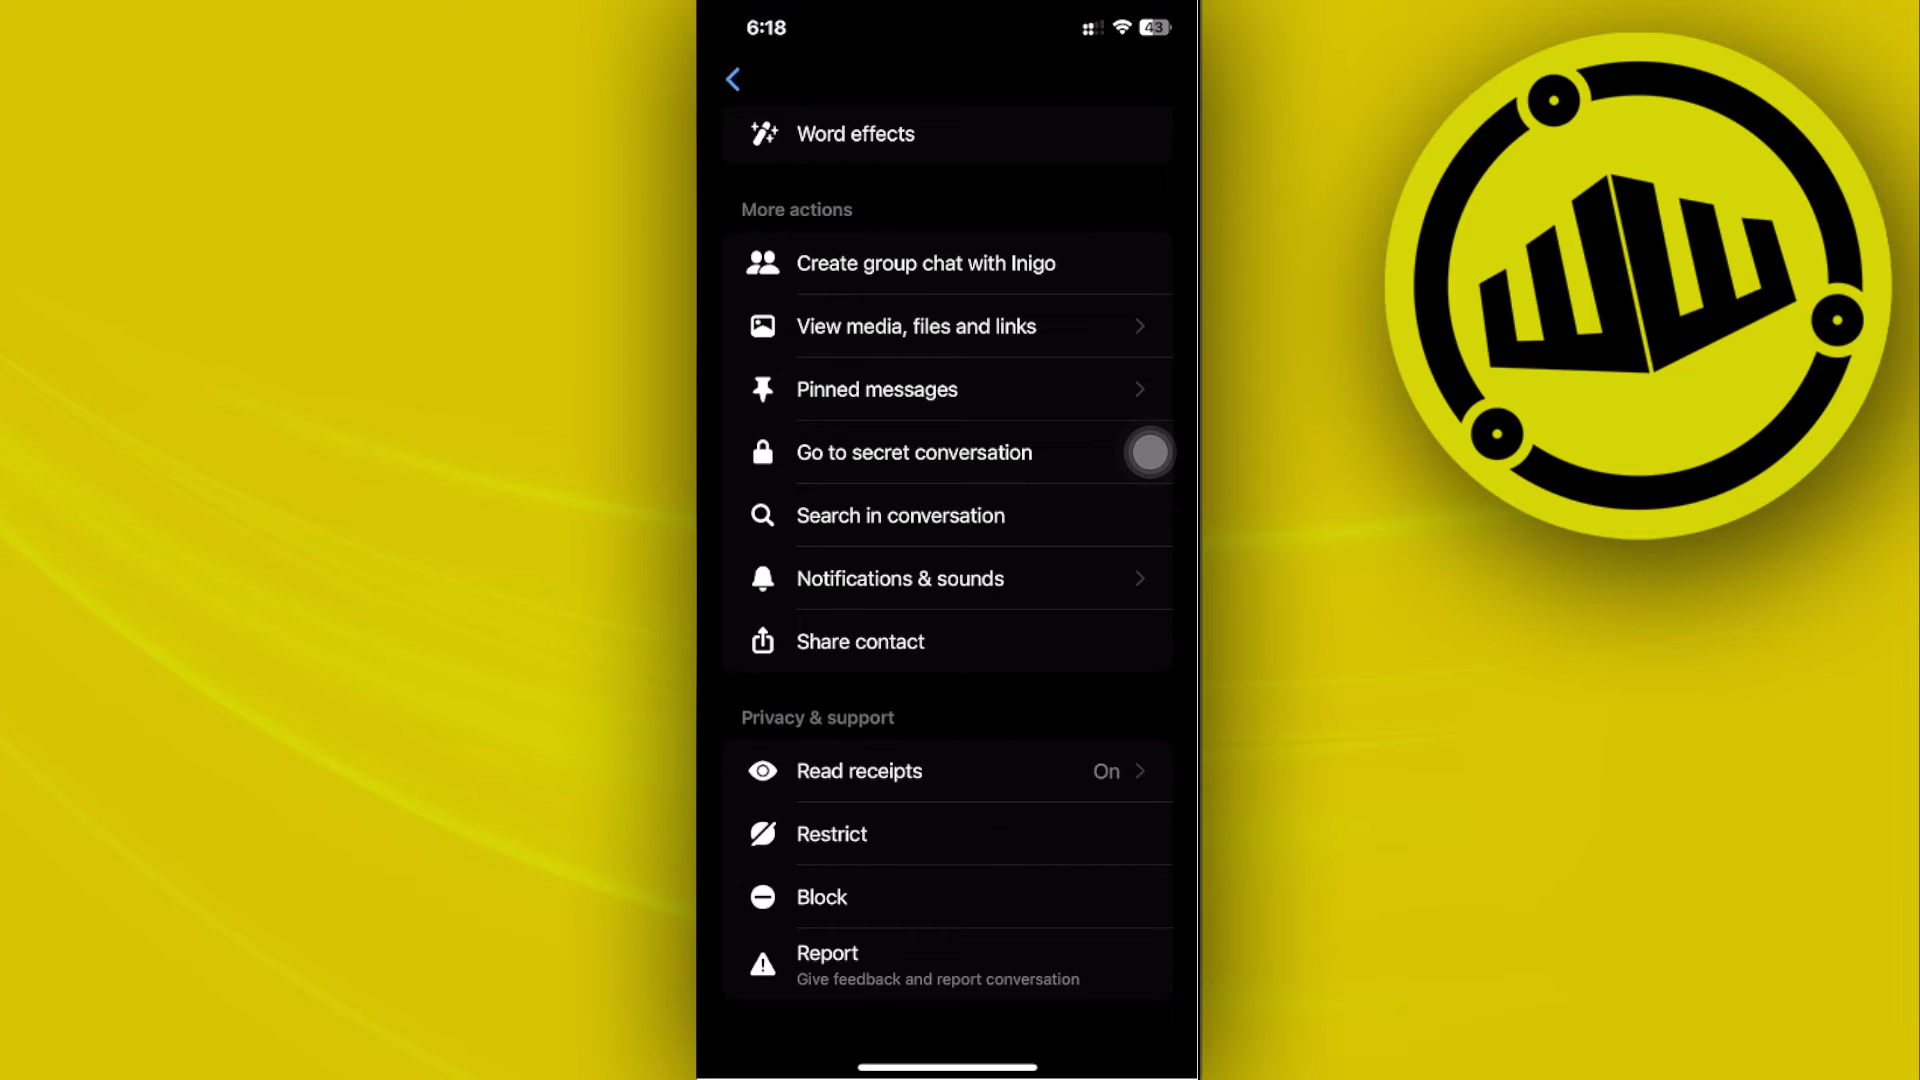 6:18
43
Word effects
More actions
Create group chat with Inigo
View media, files and links
Pinned messages
Go to secret conversation
Search in conversation
Notifications & sounds
Share contact
Privacy & support
Read receipts On
Restrict
Block
Report
Give feedback and report conversation